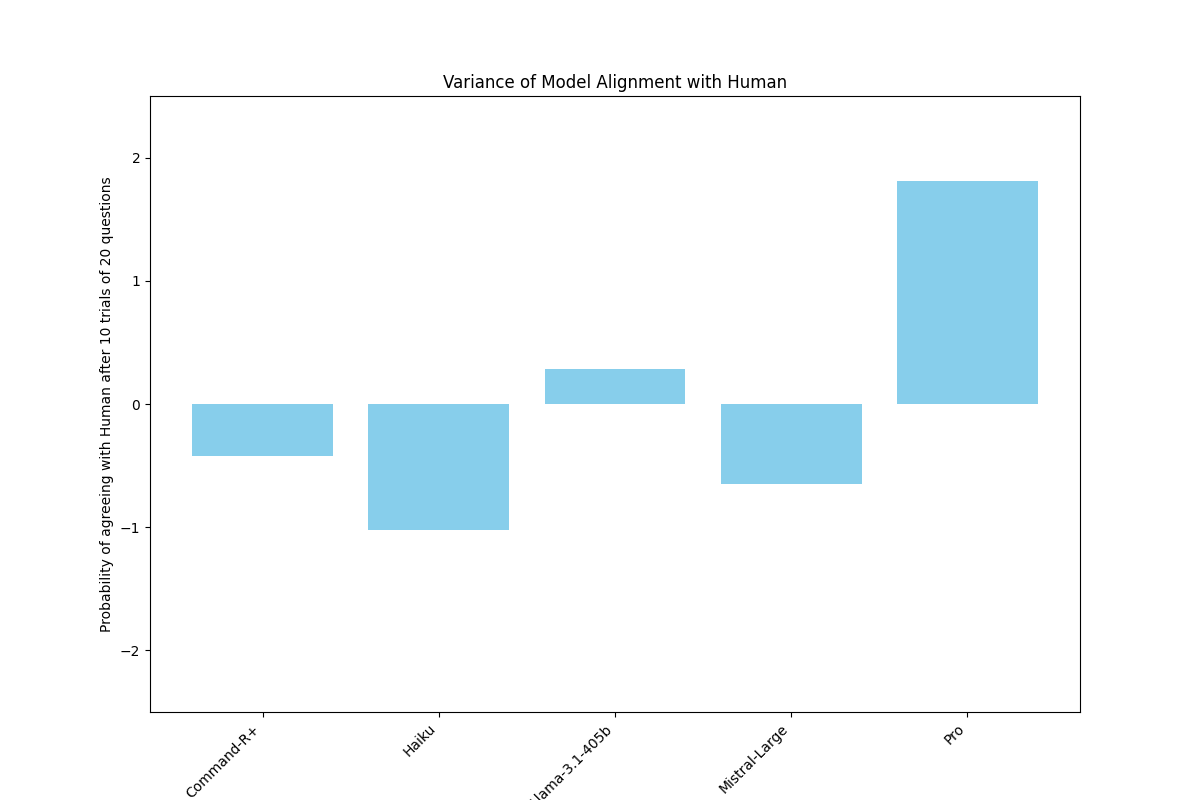 Variance of Model Alignment with Human
Probability of agreeing with Human after 10 trials of 20 questions
2
1
0
−1
−2
Command-R+
Haiku
lama-3.1-405b
Mistral-Large
Pro